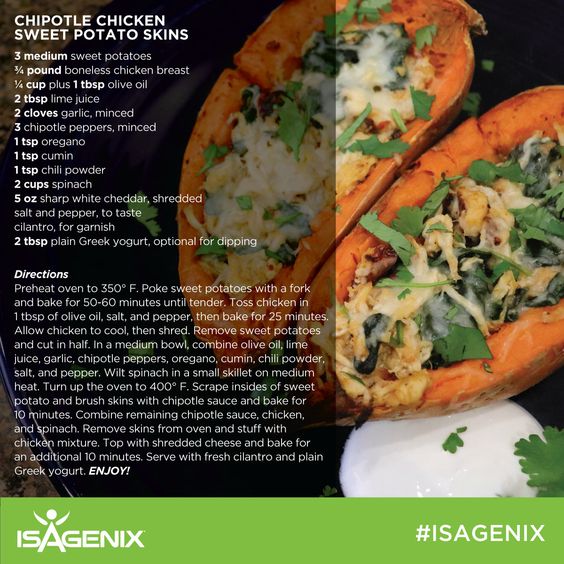 CHIPOTLE CHICKEN
SWEET POTATO SKINS
3 medium sweet potatoes
¾ pound boneless chicken breast
¼ cup plus 1 tbsp olive oil
2 tbsp lime juice
2 cloves garlic, minced
3 chipotle peppers, minced
1 tsp oregano
1 tsp cumin
1 tsp chili powder
2 cups spinach
5 oz sharp white cheddar, shredded
salt and pepper, to taste
cilantro, for garnish
2 tbsp plain Greek yogurt, optional for dipping
Directions
Preheat oven to 350° F. Poke sweet potatoes with a fork
and bake for 50-60 minutes until tender. Toss chicken in
1 tbsp of olive oil, salt, and pepper, then bake for 25 minutes.
Allow chicken to cool, then shred. Remove sweet potatoes
and cut in half. In a medium bowl, combine olive oil, lime
juice, garlic, chipotle peppers, oregano, cumin, chili powder,
salt, and pepper. Wilt spinach in a small skillet on medium
heat. Turn up the oven to 400° F. Scrape insides of sweet
potato and brush skins with chipotle sauce and bake for
10 minutes. Combine remaining chipotle sauce, chicken,
and spinach. Remove skins from oven and stuff with
chicken mixture. Top with shredded cheese and bake for
an additional 10 minutes. Serve with fresh cilantro and plain
Greek yogurt. ENJOY!
ISAGENIX
#ISAGENIX